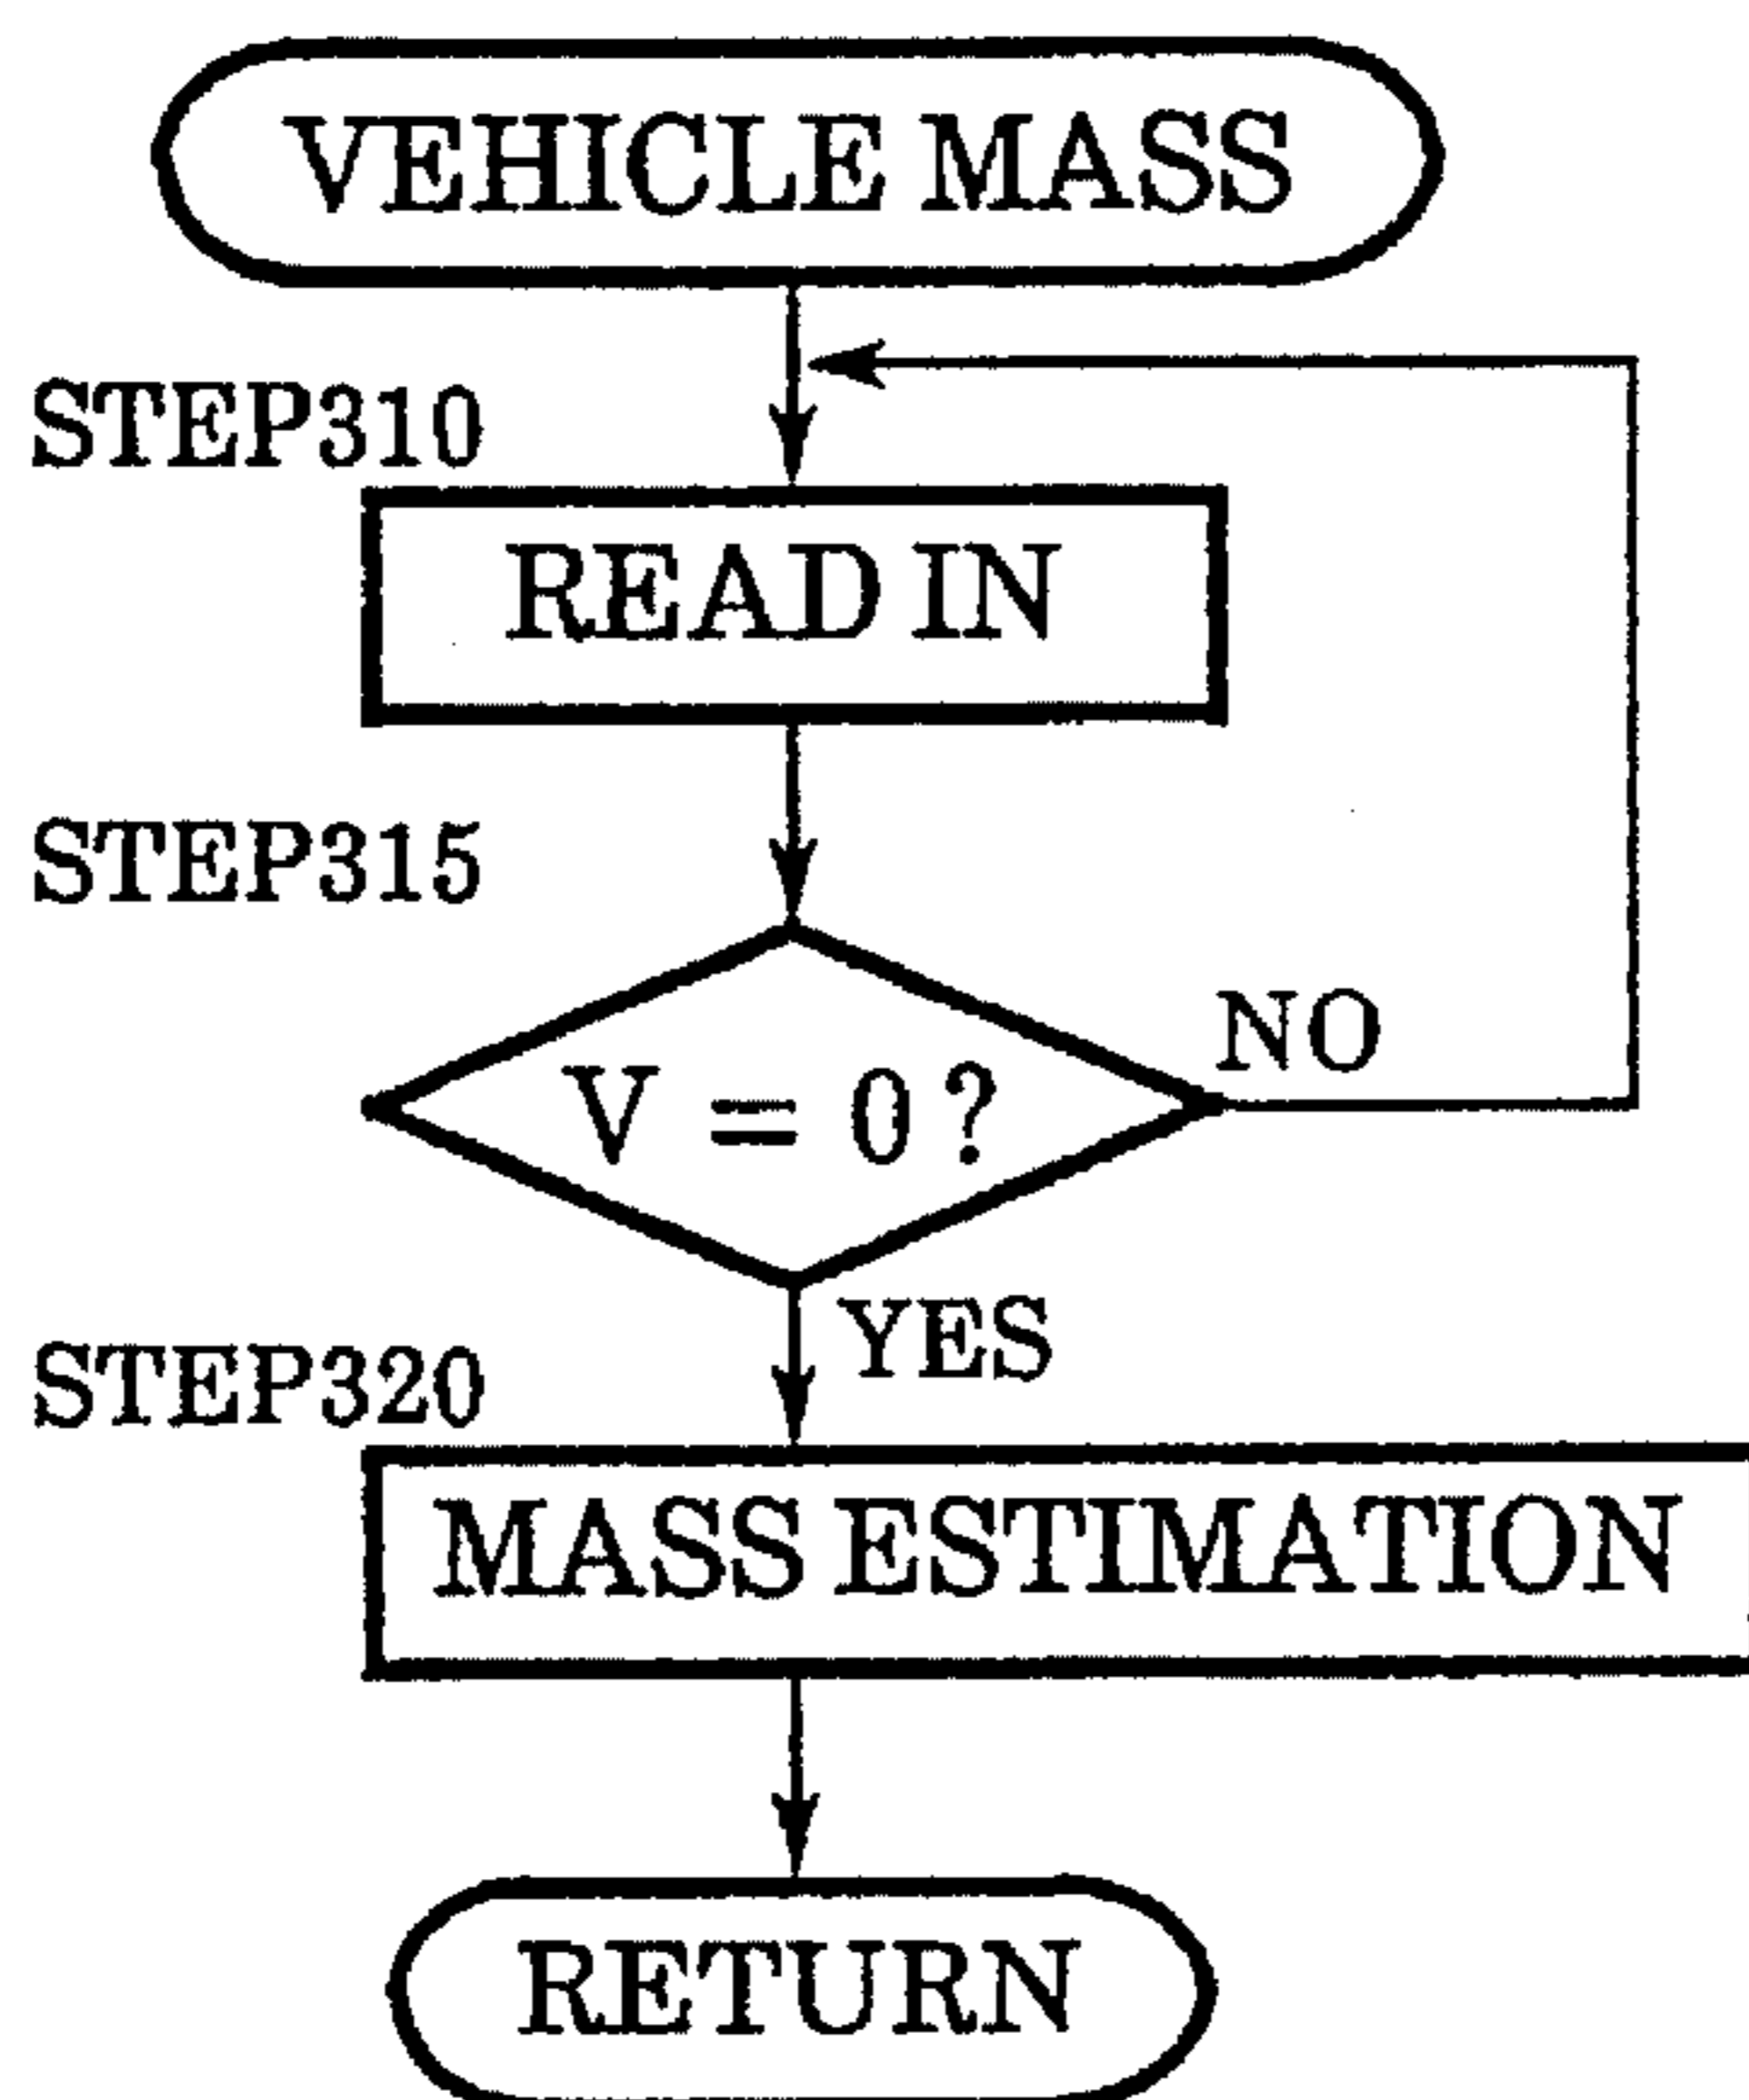 VEHICLE MASS
STEP310
READ IN
STEP315
V = 0 ?
NO
YES
STEP320
MASS ESTIMATION
RETURN